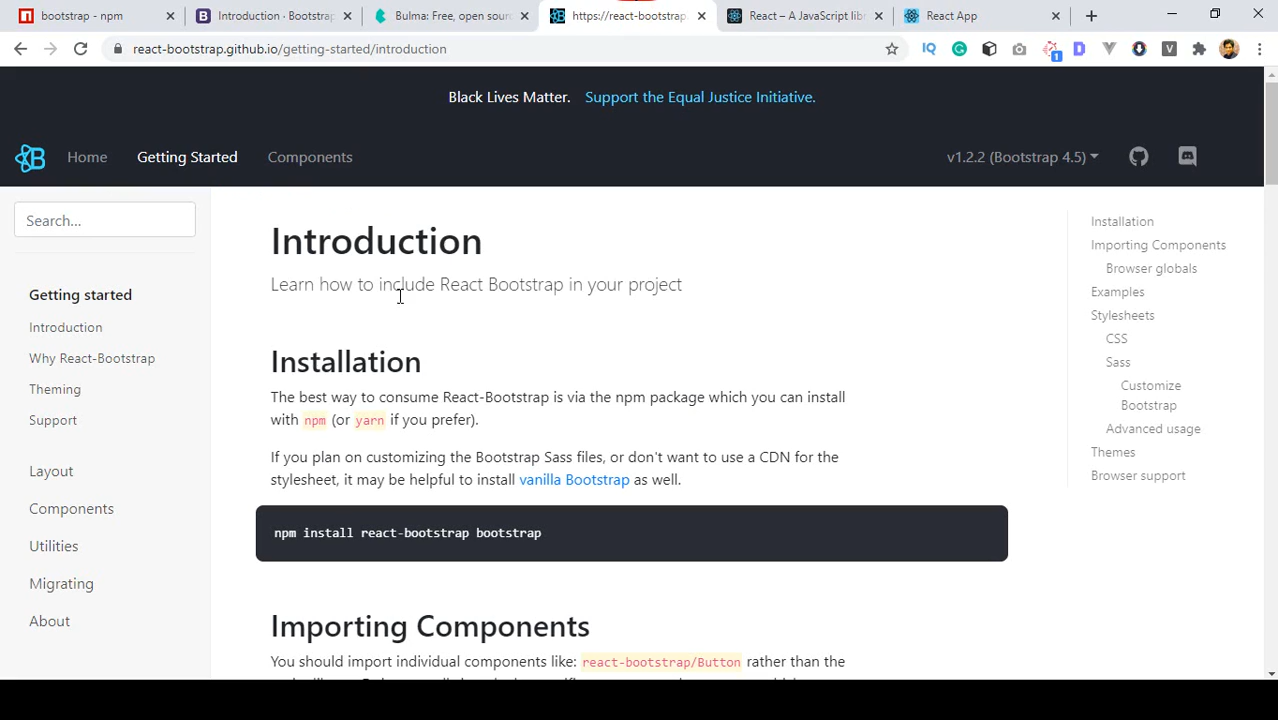 bootstrap - npm
Introduction · Bootstrap
Bulma: Free, open sour
https://react-bootstrap
React – A JavaScript lib
React App
react-bootstrap.github.io/getting-started/introduction
IQ
1
D
V
Black Lives Matter. Support the Equal Justice Initiative.
B
Home
Getting Started
Components
v1.2.2 (Bootstrap 4.5)
Search...
Getting started
Introduction
Why React-Bootstrap
Theming
Support
Layout
Components
Utilities
Migrating
About
Introduction
Learn how to include React Bootstrap in your project
Installation
The best way to consume React-Bootstrap is via the npm package which you can install
with npm (or yarn if you prefer).
If you plan on customizing the Bootstrap Sass files, or don't want to use a CDN for the
stylesheet, it may be helpful to install vanilla Bootstrap as well.
npm install react-bootstrap bootstrap
Importing Components
You should import individual components like: react-bootstrap/Button rather than the
Installation
Importing Components
Browser globals
Examples
Stylesheets
CSS
Sass
Customize
Bootstrap
Advanced usage
Themes
Browser support